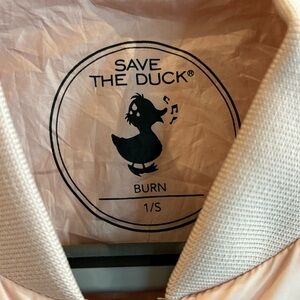 SAVE
THE DUCK®
BURN
1/S